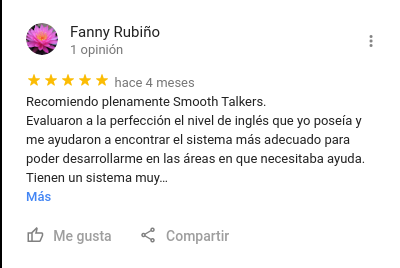 Fanny Rubiño
1 opinión
hace 4 meses
Recomiendo plenamente Smooth Talkers.
Evaluaron a la perfección el nivel de inglés que yo poseía y
me ayudaron a encontrar el sistema más adecuado para
poder desarrollarme en las áreas en que necesitaba ayuda.
Tienen un sistema muy…
Más
Me gusta
Compartir